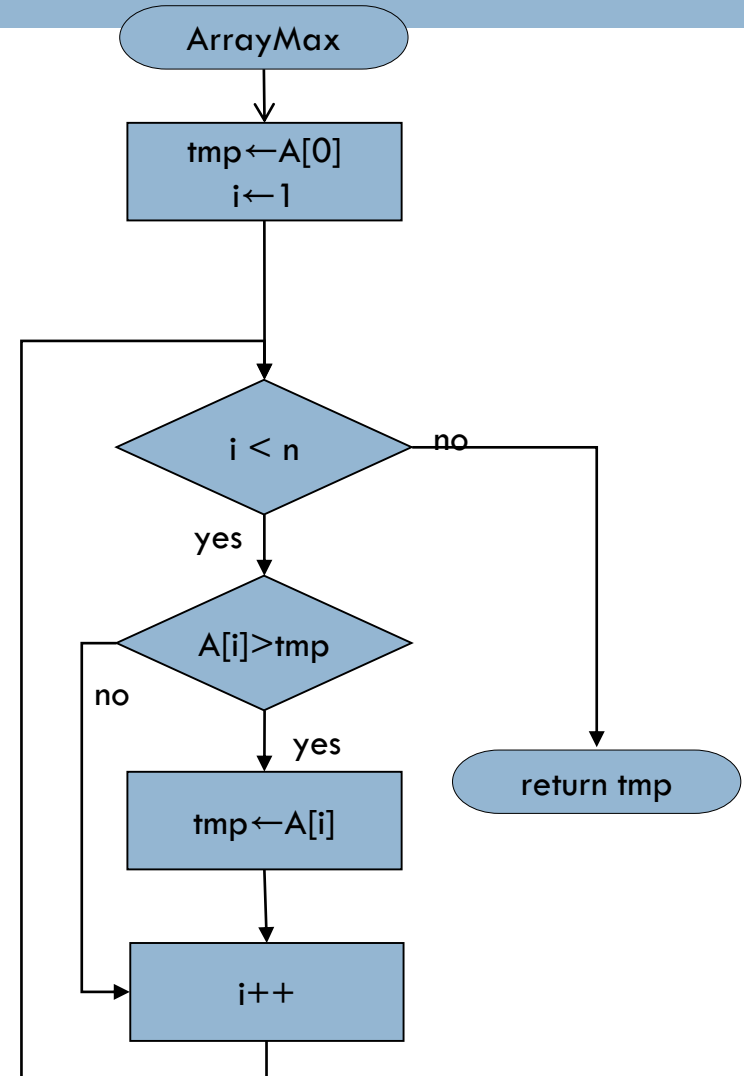 ArrayMax
tmp←A[0]
i←1
i < n
no
yes
A[i]>tmp
no
yes
tmp←A[i]
return tmp
i++